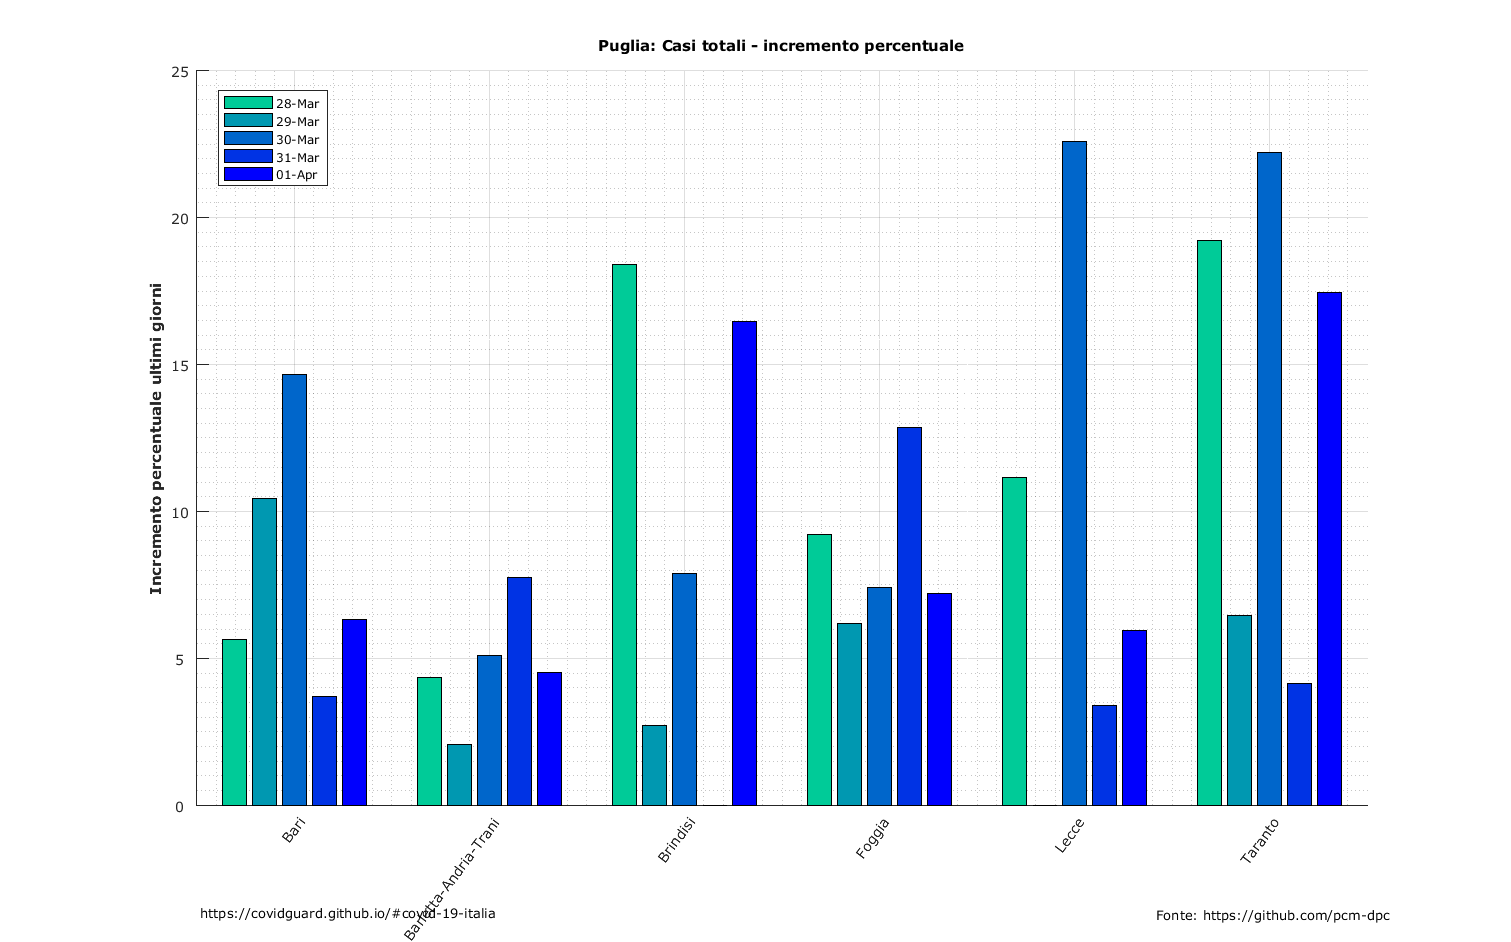 Puglia: Casi totali - incremento percentuale
25
20
15
10
5
0
Incremento percentuale ultimi giorni
28-Mar
29-Mar
30-Mar
31-Mar
01-Apr
Bari
Barletta-Andria-Trani
Brindisi
Foggia
Lecce
Taranto
https://covidguard.github.io/#covid-19-italia
Fonte: https://github.com/pcm-dpc